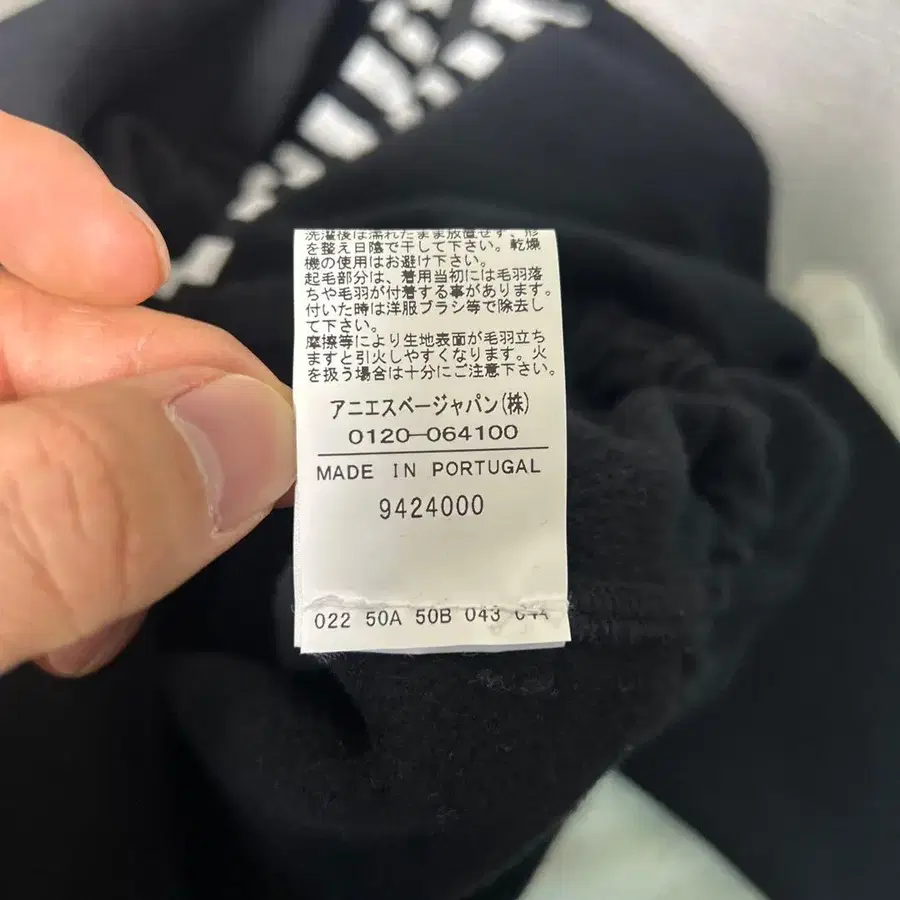 洗濯後は濡れたまま放置せず、形
を整え日陰で干して下さい。乾燥
機の使用はお避け下さい。
起毛部分は、着用当初には毛羽落
ちや毛羽が付着する事があります。
付いた時は洋服ブラシ等で除去し
て下さい。
摩擦等により生地表面が毛羽立ち
ますと引火しやすくなります。火
を扱う場合は十分にご注意下さい。
アニエスベージャパン(株)
0120-064100
MADE IN PORTUGAL
9424000
022 50A 50B 043